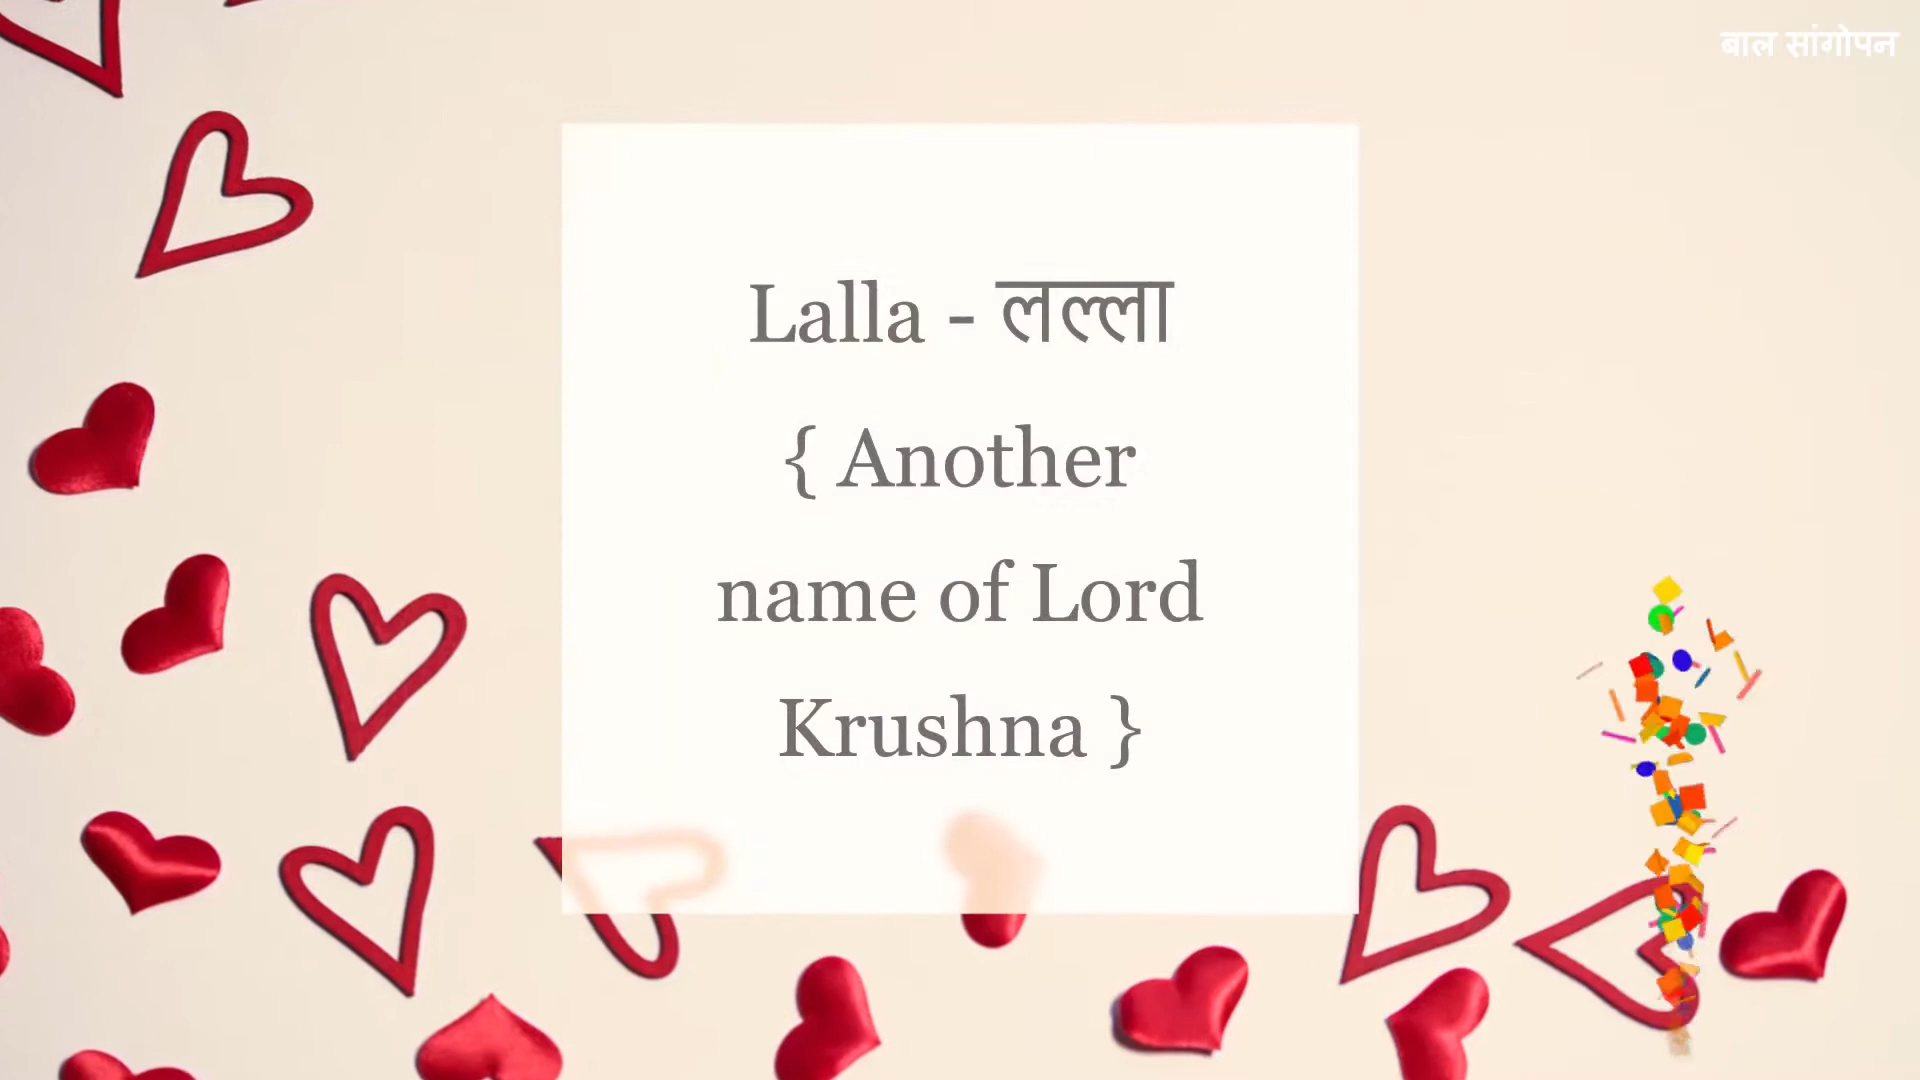 बाल सांगोपन
Lalla - लल्ला
{ Another
name of Lord
Krushna }